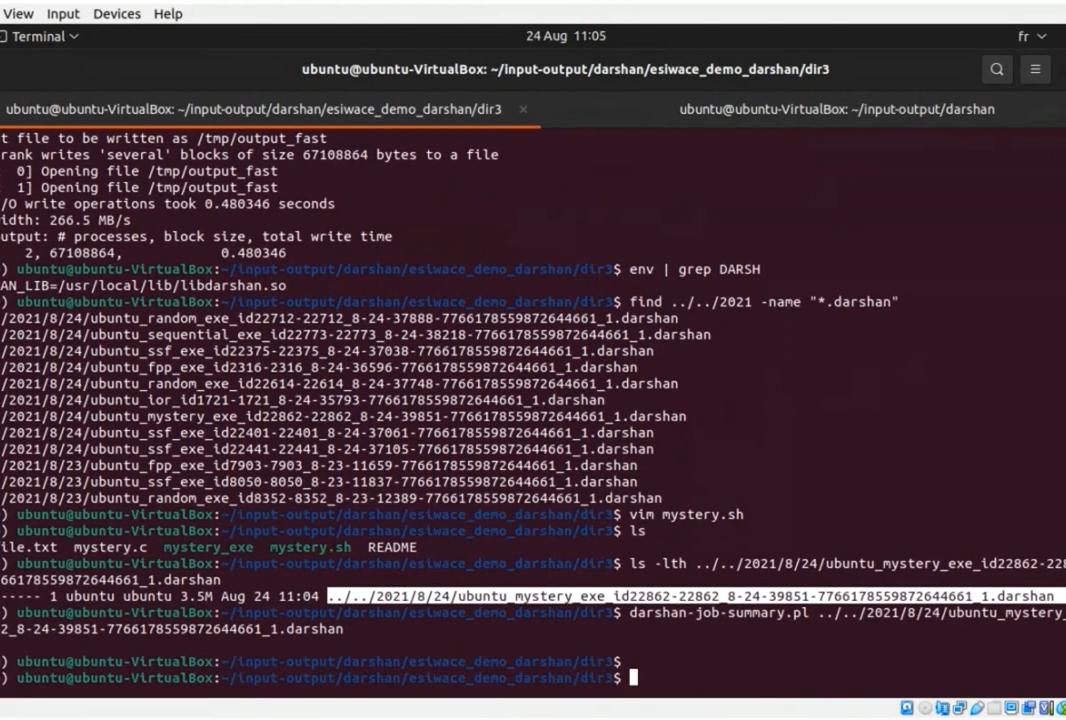 View Input Devices Help
Terminal 24 Aug 11:05 fr
ubuntu@ubuntu-VirtualBox: ~/input-output/darshan/esiwace_demo_darshan/dir3
ubuntu@ubuntu-VirtualBox: ~/input-output/darshan/esiwace_demo_darshan/dir3 × ubuntu@ubuntu-VirtualBox: ~/input-output/darshan
t file to be written as /tmp/output_fast
rank writes 'several' blocks of size 67108864 bytes to a file
0] Opening file /tmp/output_fast
1] Opening file /tmp/output_fast
/O write operations took 0.480346 seconds
idth: 266.5 MB/s
utput: # processes, block size, total write time
2, 67108864, 0.480346
) ubuntu@ubuntu-VirtualBox:~/input-output/darshan/esiwace_demo_darshan/dir3$ env | grep DARSH
AN_LIB=/usr/local/lib/libdarshan.so
) ubuntu@ubuntu-VirtualBox:~/input-output/darshan/esiwace_demo_darshan/dir3$ find ../../2021 -name "*.darshan"
/2021/8/24/ubuntu_random_exe_id22712-22712_8-24-37888-7766178559872644661_1.darshan
/2021/8/24/ubuntu_sequential_exe_id22773-22773_8-24-38218-7766178559872644661_1.darshan
/2021/8/24/ubuntu_ssf_exe_id22375-22375_8-24-37038-7766178559872644661_1.darshan
/2021/8/24/ubuntu_fpp_exe_id2316-2316_8-24-36596-7766178559872644661_1.darshan
/2021/8/24/ubuntu_random_exe_id22614-22614_8-24-37748-7766178559872644661_1.darshan
/2021/8/24/ubuntu_ior_id1721-1721_8-24-35793-7766178559872644661_1.darshan
/2021/8/24/ubuntu_mystery_exe_id22862-22862_8-24-39851-7766178559872644661_1.darshan
/2021/8/24/ubuntu_ssf_exe_id22401-22401_8-24-37061-7766178559872644661_1.darshan
/2021/8/24/ubuntu_ssf_exe_id22441-22441_8-24-37105-7766178559872644661_1.darshan
/2021/8/23/ubuntu_fpp_exe_id7903-7903_8-23-11659-7766178559872644661_1.darshan
/2021/8/23/ubuntu_ssf_exe_id8050-8050_8-23-11837-7766178559872644661_1.darshan
/2021/8/23/ubuntu_random_exe_id8352-8352_8-23-12389-7766178559872644661_1.darshan
) ubuntu@ubuntu-VirtualBox:~/input-output/darshan/esiwace_demo_darshan/dir3$ vim mystery.sh
) ubuntu@ubuntu-VirtualBox:~/input-output/darshan/esiwace_demo_darshan/dir3$ ls
ile.txt mystery.c mystery_exe mystery.sh README
) ubuntu@ubuntu-VirtualBox:~/input-output/darshan/esiwace_demo_darshan/dir3$ ls -lth ../../2021/8/24/ubuntu_mystery_exe_id22862-228
66178559872644661_1.darshan
----- 1 ubuntu ubuntu 3.5M Aug 24 11:04 ../../2021/8/24/ubuntu_mystery_exe_id22862-22862_8-24-39851-7766178559872644661_1.darshan
) ubuntu@ubuntu-VirtualBox:~/input-output/darshan/esiwace_demo_darshan/dir3$ darshan-job-summary.pl ../../2021/8/24/ubuntu_mystery_
2_8-24-39851-7766178559872644661_1.darshan
) ubuntu@ubuntu-VirtualBox:~/input-output/darshan/esiwace_demo_darshan/dir3$
) ubuntu@ubuntu-VirtualBox:~/input-output/darshan/esiwace_demo_darshan/dir3$